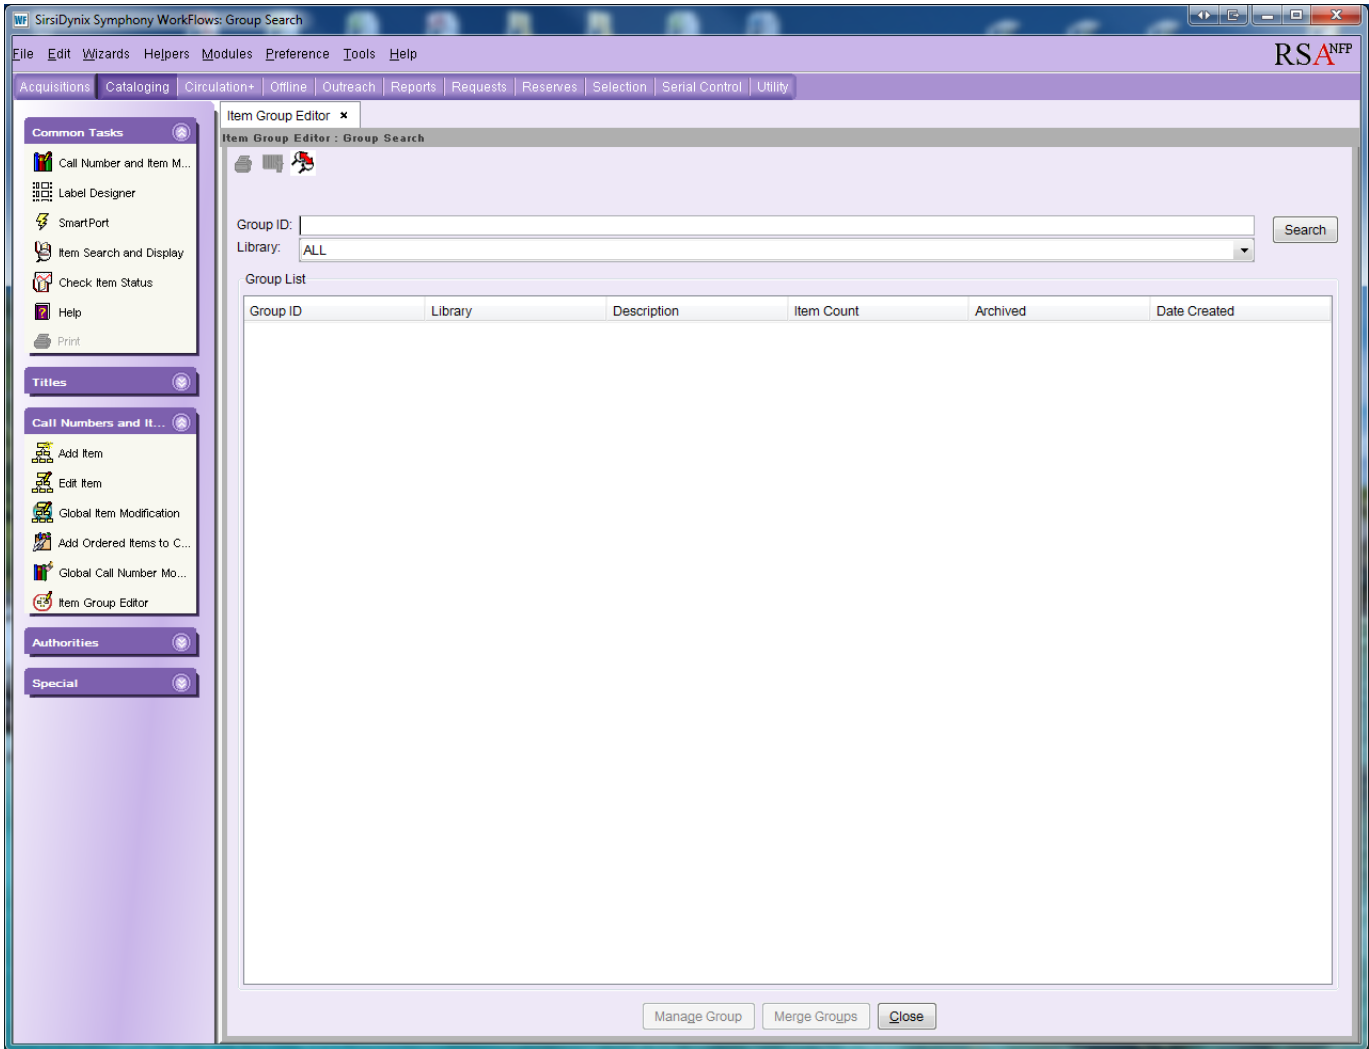 WF SirsiDynix Symphony WorkFlows: Group Search
File Edit Wizards Helpers Modules Preference Tools Help
RSANFP
Acquisitions Cataloging Circulation+ Offline Outreach Reports Requests Reserves Selection Serial Control Utility
Common Tasks
Call Number and Item M...
Label Designer
SmartPort
Item Search and Display
Check Item Status
Help
Print
Titles
Call Numbers and It...
Add Item
Edit Item
Global Item Modification
Add Ordered Items to C...
Global Call Number Mo...
Item Group Editor
Authorities
Special
Item Group Editor
Item Group Editor : Group Search
Group ID:
Search
Library: ALL
Group List
Group ID Library Description Item Count Archived Date Created
Manage Group Merge Groups Close